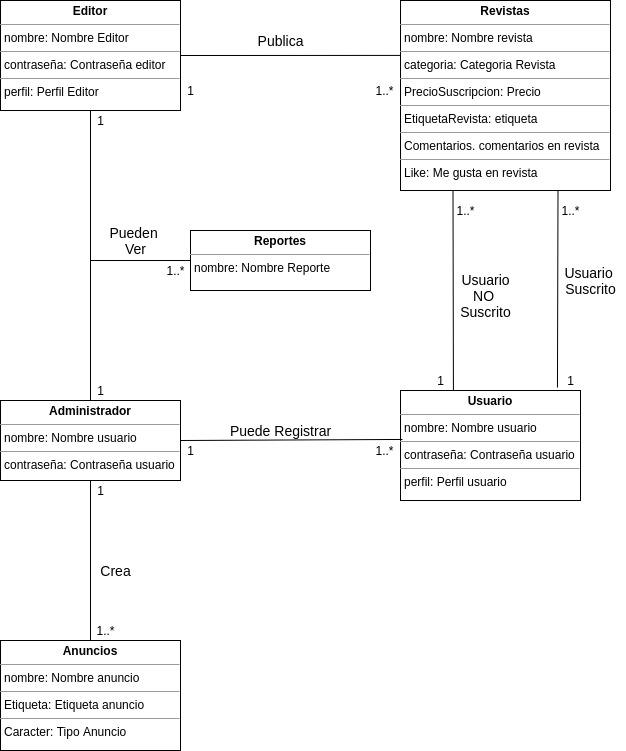 Editor
nombre: Nombre Editor
contraseña: Contraseña editor
perfil: Perfil Editor
Publica
1
1..*
Revistas
nombre: Nombre revista
categoria: Categoria Revista
PrecioSuscripcion: Precio
EtiquetaRevista: etiqueta
Comentarios. comentarios en revista
Like: Me gusta en revista
1
Pueden
Ver
1..*
Reportes
nombre: Nombre Reporte
1..*
1..*
Usuario
NO
Suscrito
Usuario
Suscrito
1
1
1
Administrador
nombre: Nombre usuario
contraseña: Contraseña usuario
Puede Registrar
1
1..*
Usuario
nombre: Nombre usuario
contraseña: Contraseña usuario
perfil: Perfil usuario
1
Crea
1..*
Anuncios
nombre: Nombre anuncio
Etiqueta: Etiqueta anuncio
Caracter: Tipo Anuncio